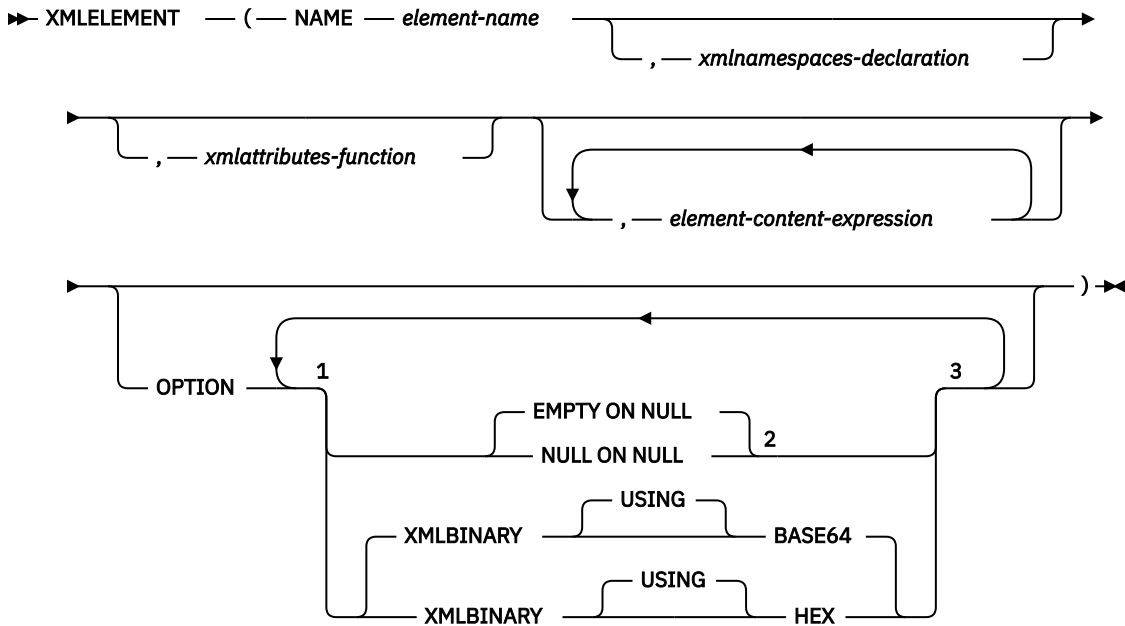 XMLELEMENT ( NAME element-name
, xmlnamespaces-declaration
, xmlattributes-function
, element-content-expression
)
1 3
OPTION
EMPTY ON NULL
2
NULL ON NULL
USING
XMLBINARY BASE64
USING
XMLBINARY HEX